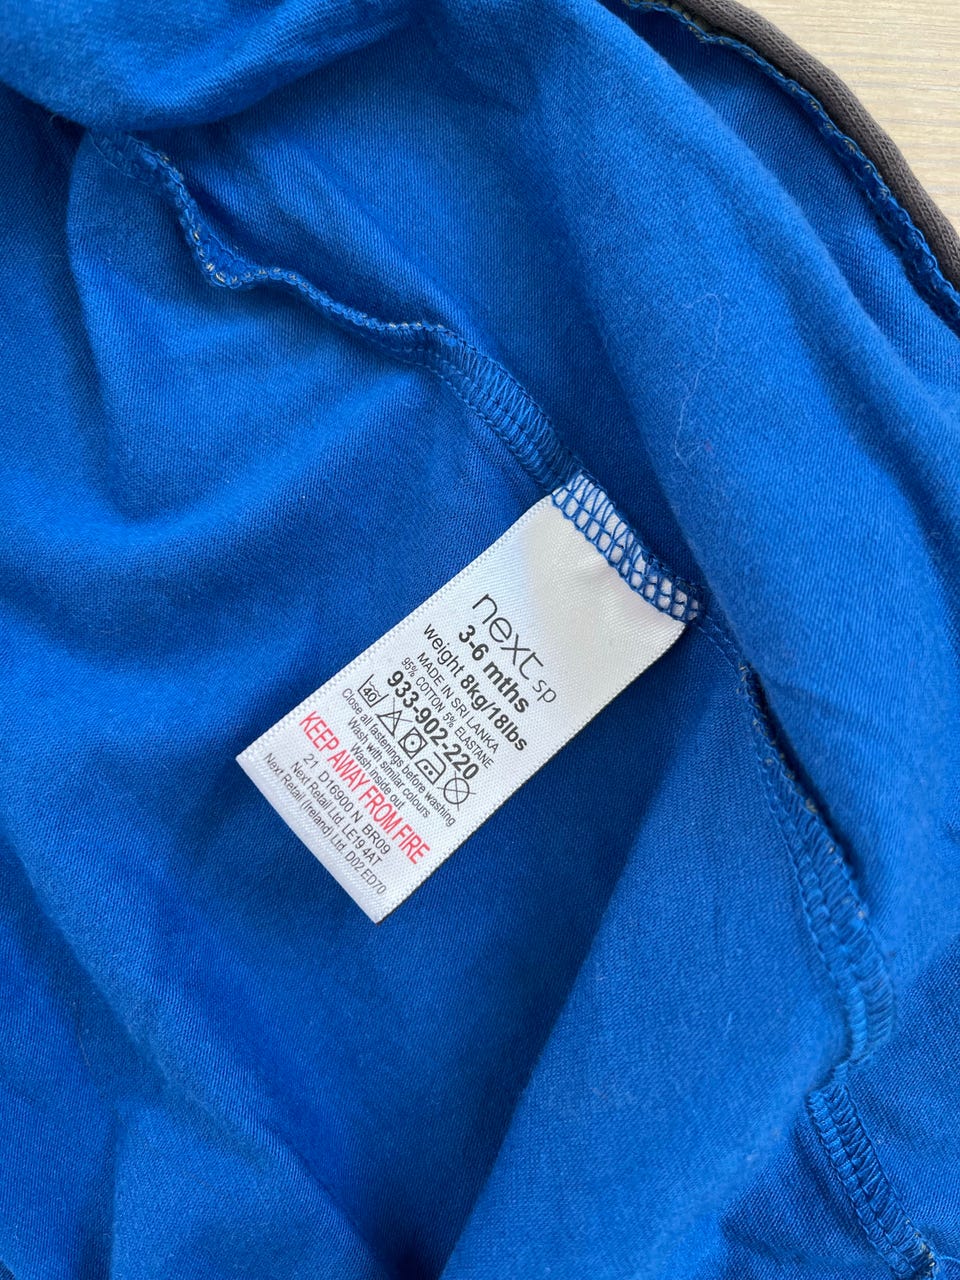 next sp
3-6 mths
weight 8kg/18lbs
MADE IN SRI LANKA
95% COTTON 5% ELASTANE
933-902-220
40
Close all fastenings before washing
Wash with similar colours
Wash inside out
KEEP AWAY FROM FIRE
21 D16900 N BR09
Next Retail Ltd. LE19 4AT
Next Retail (Ireland) Ltd. D02 ED70